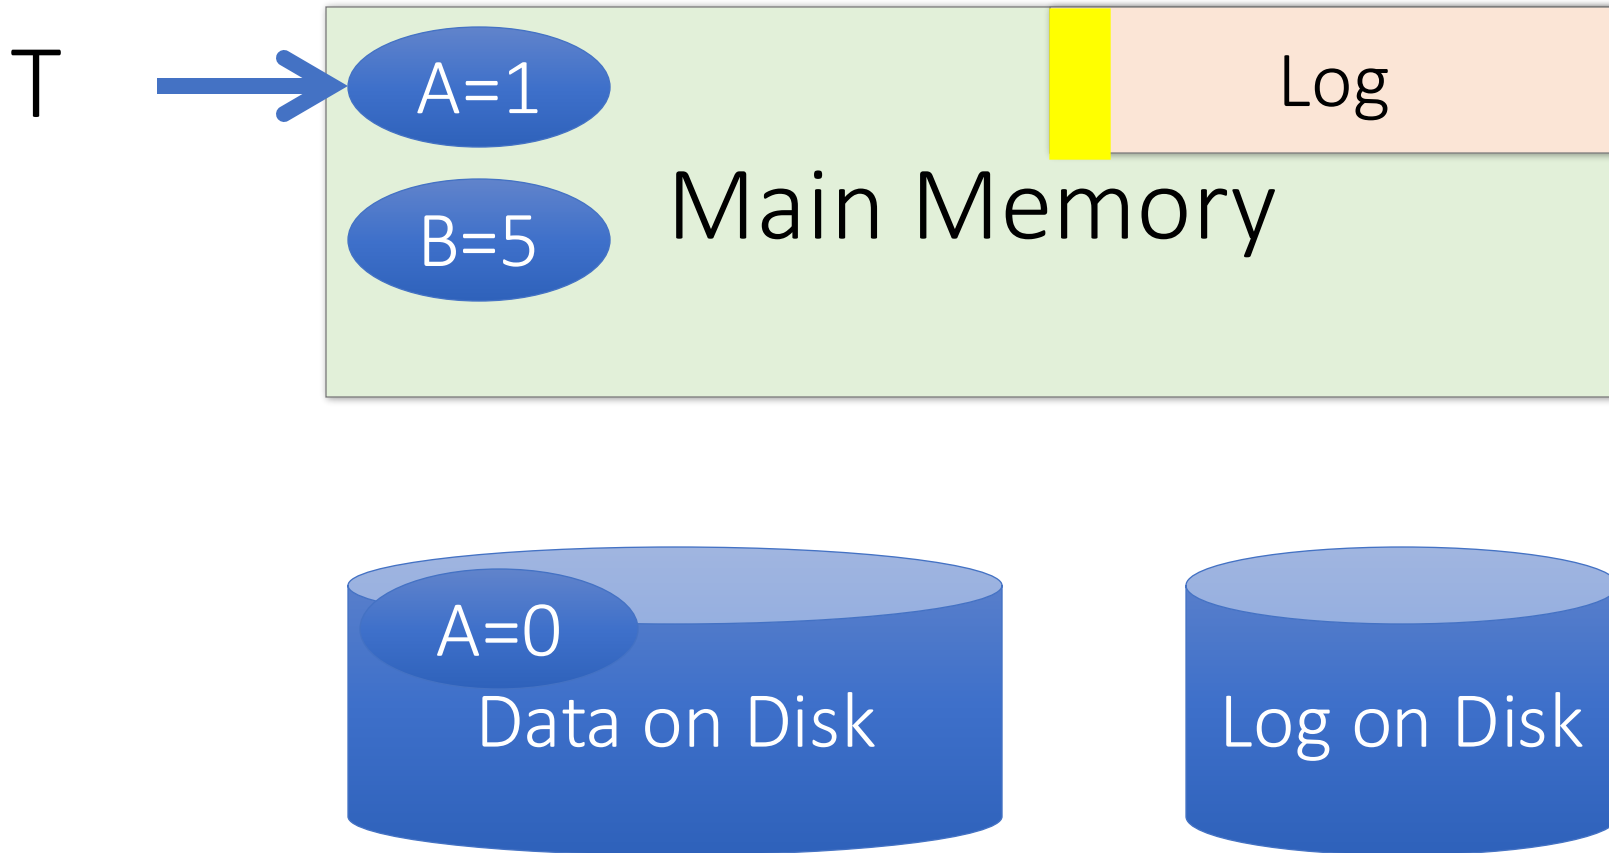 T
A=1
Log
B=5
Main Memory
A=0
Data on Disk
Log on Disk